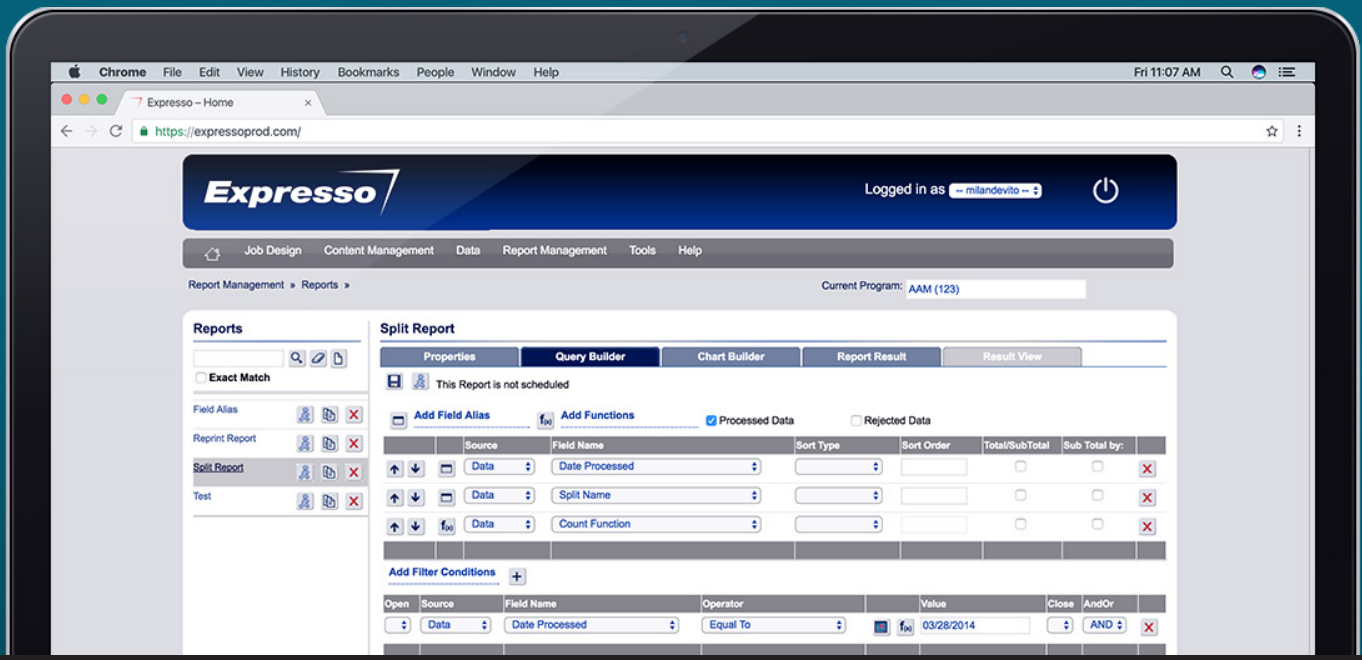 Chrome File Edit View History Bookmarks People Window Help Fri 11:07 AM
Expresso – Home ×
https://expressoprod.com/
Expresso Logged in as -- milandevito --
Job Design Content Management Data Report Management Tools Help
Report Management » Reports » Current Program: AAM (123)
Reports Split Report
Properties Query Builder Chart Builder Report Result Result View
Exact Match This Report is not scheduled
Field Alias Add Field Alias f(x) Add Functions Processed Data Rejected Data
Reprint Report Source Field Name Sort Type Sort Order Total/SubTotal Sub Total by:
Split Report Data Date Processed
Test Data Split Name
f(x) Data Count Function
Add Filter Conditions +
Open Source Field Name Operator Value Close AndOr
Data Date Processed Equal To f(x) 03/28/2014 AND